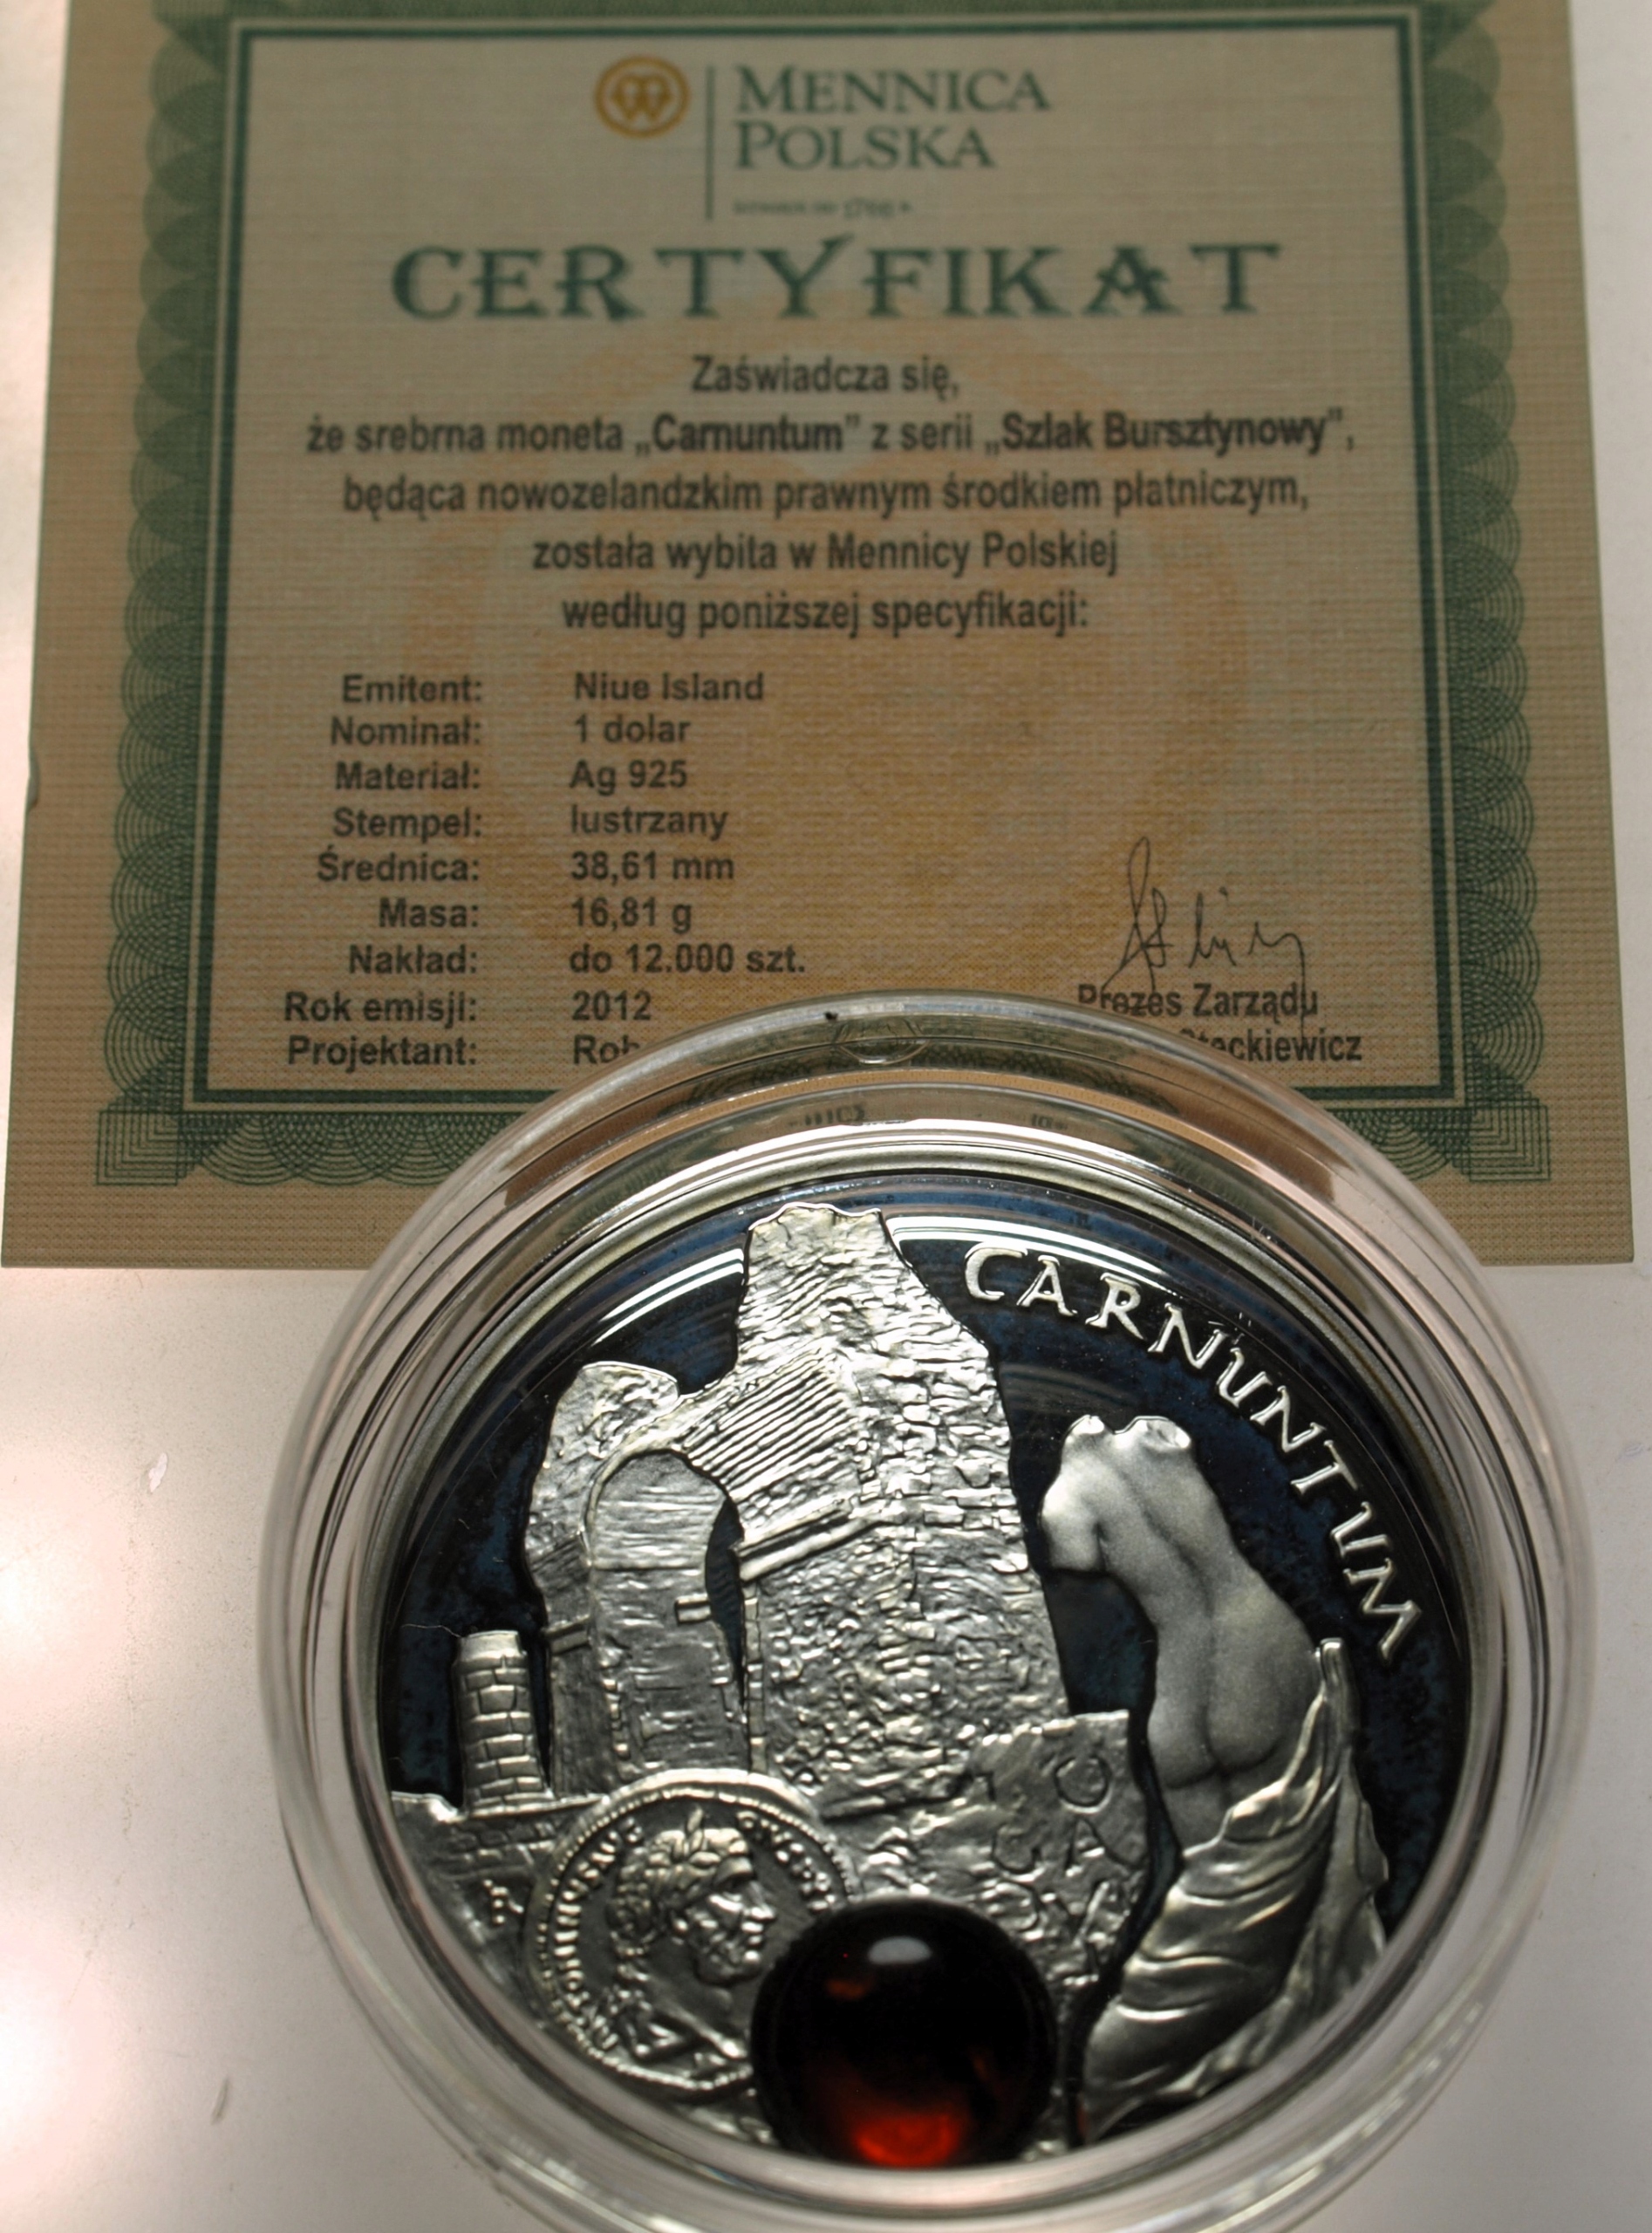 MENNICA
POLSKA
CERTYFIKAT
Zaświadcza się,
że srebrna moneta „Carnuntum” z serii „Szlak Bursztynowy”,
będąca nowozelandzkim prawnym środkiem płatniczym,
została wybita w Mennicy Polskiej
według poniższej specyfikacji:
Emitent: Niue Island
Nominał: 1 dolar
Materiał: Ag 925
Stempel: lustrzany
Średnica: 38,61 mm
Masa: 16,81 g
Nakład: do 12.000 szt.
Rok emisji: 2012
Prezes Zarządu
Projektant:
CARNUNTUM